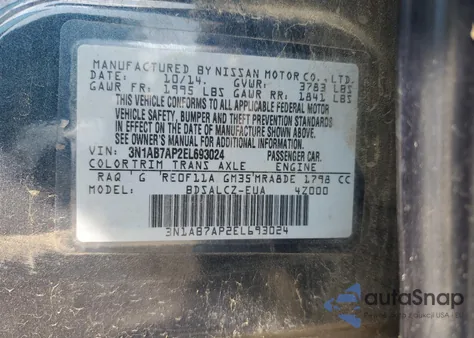 MANUFACTURED BY NISSAN MOTOR CO., LTD.
DATE: 10/14. GVWR: 3783 LBS
GAWR FR: 1995 LBS GAWR RR: 1841 LBS
THIS VEHICLE CONFORMS TO ALL APPLICABLE FEDERAL MOTOR
VEHICLE SAFETY, BUMPER AND THEFT PREVENTION STANDARDS
IN EFFECT ON THE DATE OF MANUFACTURE SHOWN ABOVE.
SEE OWNER'S MANUAL FOR ADDITIONAL INFORMATION.
VIN: 3N1AB7AP2EL693024 PASSENGER CAR.
COLOR TRIM TRANS AXLE ENGINE
RAQ G RE0F11A GM35 MRA8DE 1798 CC
MODEL: BDSALCZ-EUA 4Z000
3N1AB7AP2EL693024
autoSnap